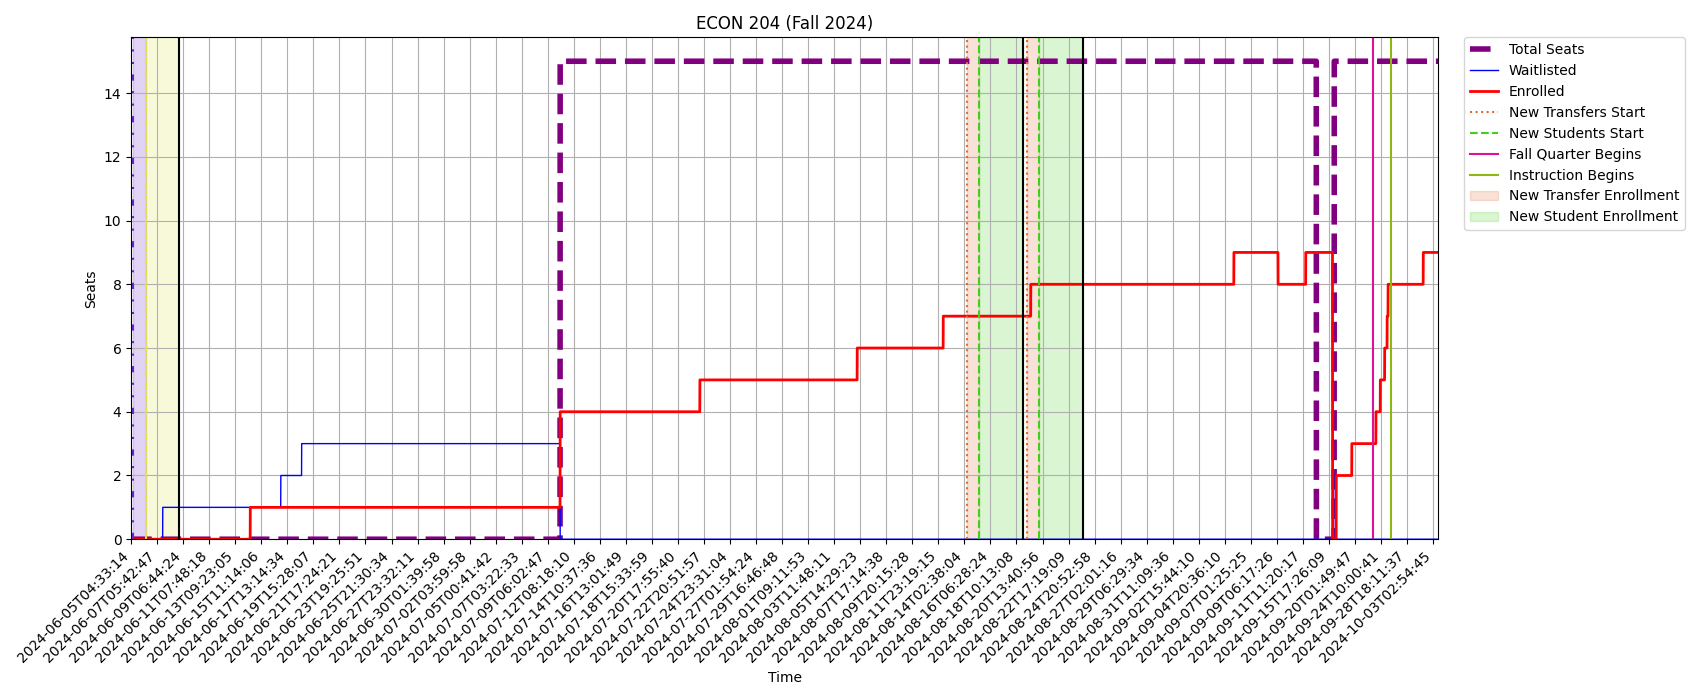 ECON 204 (Fall 2024)
Total Seats
Waitlisted
Enrolled
New Transfers Start
New Students Start
Fall Quarter Begins
Instruction Begins
New Transfer Enrollment
New Student Enrollment
Seats
14
12
10
8
6
4
2
0
2024-06-05T04:33:14
2024-06-07T05:42:47
2024-06-09T06:44:24
2024-06-11T07:48:18
2024-06-13T09:23:05
2024-06-15T11:14:06
2024-06-17T13:14:34
2024-06-19T15:28:07
2024-06-21T17:24:21
2024-06-23T19:25:51
2024-06-25T21:30:34
2024-06-27T23:32:11
2024-06-30T01:39:58
2024-07-02T03:59:58
2024-07-05T00:41:42
2024-07-07T03:22:33
2024-07-09T06:02:47
2024-07-12T08:18:10
2024-07-14T10:37:36
2024-07-16T13:01:49
2024-07-18T15:33:59
2024-07-20T17:55:40
2024-07-22T20:51:57
2024-07-24T23:31:04
2024-07-27T01:54:24
2024-07-29T16:46:48
2024-08-01T09:11:53
2024-08-03T11:48:11
2024-08-05T14:29:23
2024-08-07T17:14:38
2024-08-09T20:15:28
2024-08-11T23:19:15
2024-08-14T02:38:04
2024-08-16T06:28:24
2024-08-18T10:13:08
2024-08-20T13:40:56
2024-08-22T17:19:09
2024-08-24T20:52:58
2024-08-27T02:01:16
2024-08-29T06:29:34
2024-08-31T11:09:36
2024-09-02T15:44:10
2024-09-04T20:36:10
2024-09-07T01:25:25
2024-09-09T06:17:26
2024-09-11T11:20:17
2024-09-15T17:26:09
2024-09-20T01:49:47
2024-09-24T10:00:41
2024-09-28T18:11:37
2024-10-03T02:54:45
Time